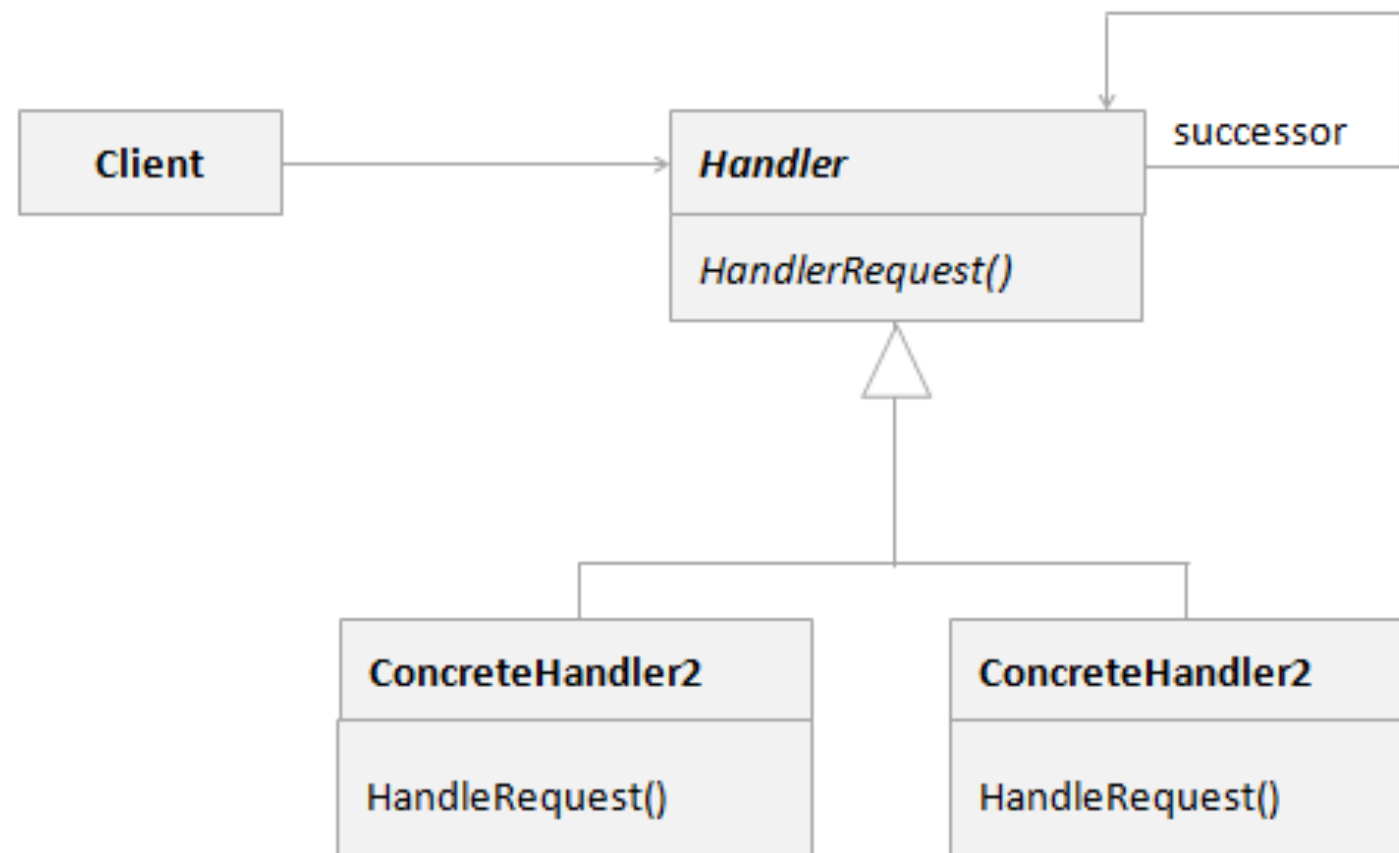 successor
Client
Handler
HandlerRequest()
ConcreteHandler2
ConcreteHandler2
HandleRequest()
HandleRequest()